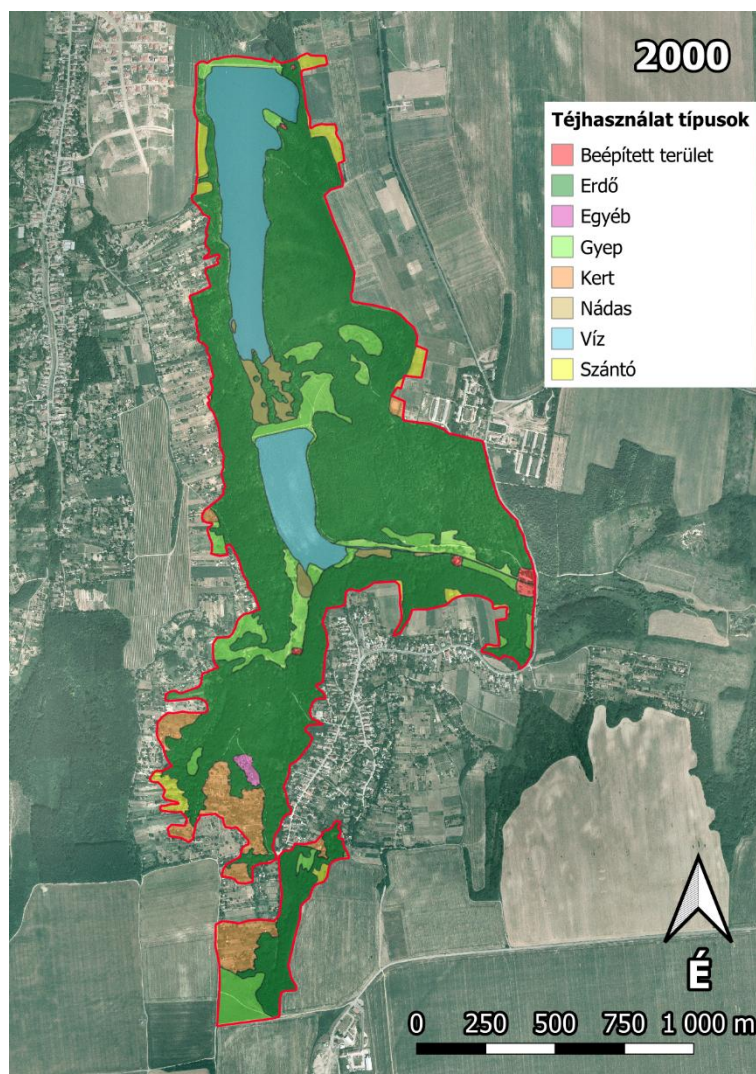 2000
Téjhasználat típusok
Beépített terület
Erdő
Egyéb
Gyep
Kert
Nádas
Víz
Szántó
É
0 250 500 750 1 000 m